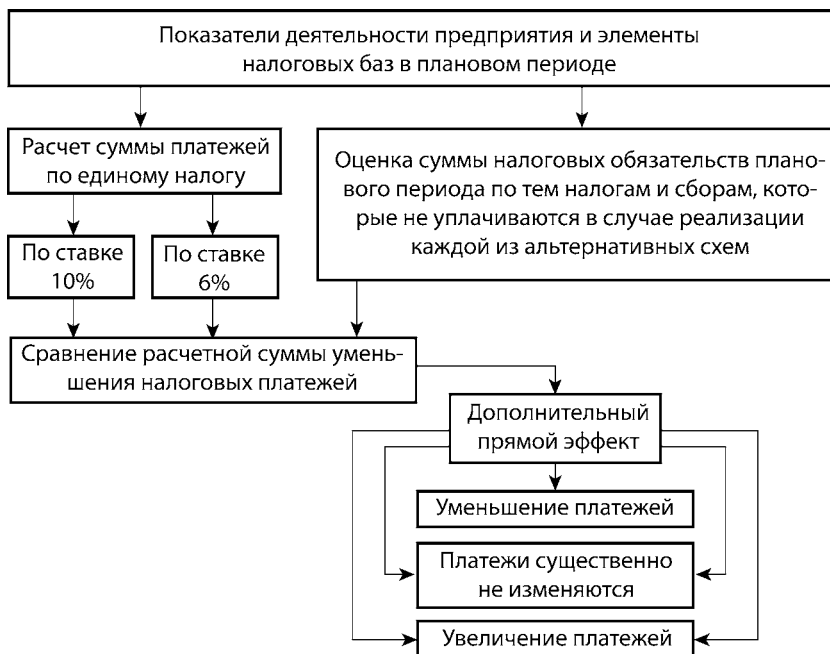 Показатели деятельности предприятия и элементы
налоговых баз в плановом периоде
Расчет суммы платежей
по единому налогу
Оценка суммы налоговых обязательств плано-
вого периода по тем налогам и сборам, кото-
рые не уплачиваются в случае реализации
каждой из альтернативных схем
По ставке
10%
По ставке
6%
Сравнение расчетной суммы умень-
шения налоговых платежей
Дополнительный
прямой эффект
Уменьшение платежей
Платежи существенно
не изменяются
Увеличение платежей